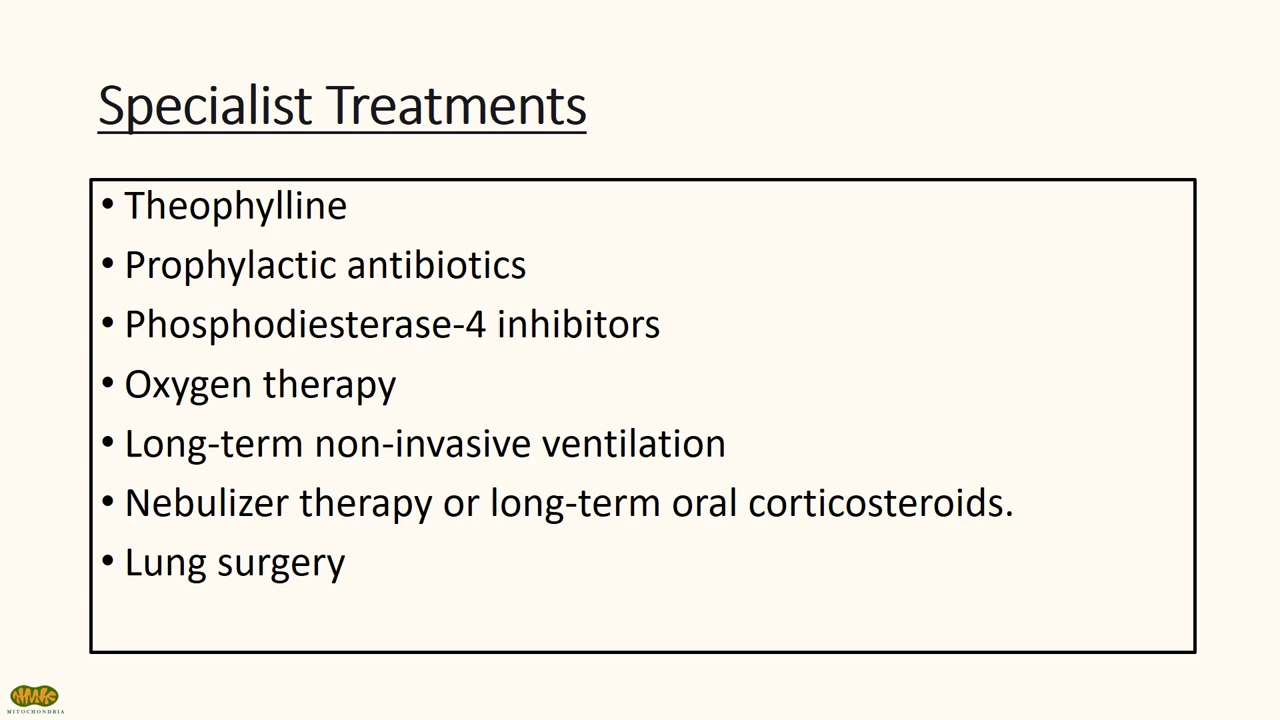 Specialist Treatments
• Theophylline
• Prophylactic antibiotics
• Phosphodiesterase-4 inhibitors
• Oxygen therapy
• Long-term non-invasive ventilation
• Nebulizer therapy or long-term oral corticosteroids.
• Lung surgery
MITOCHONDRIA